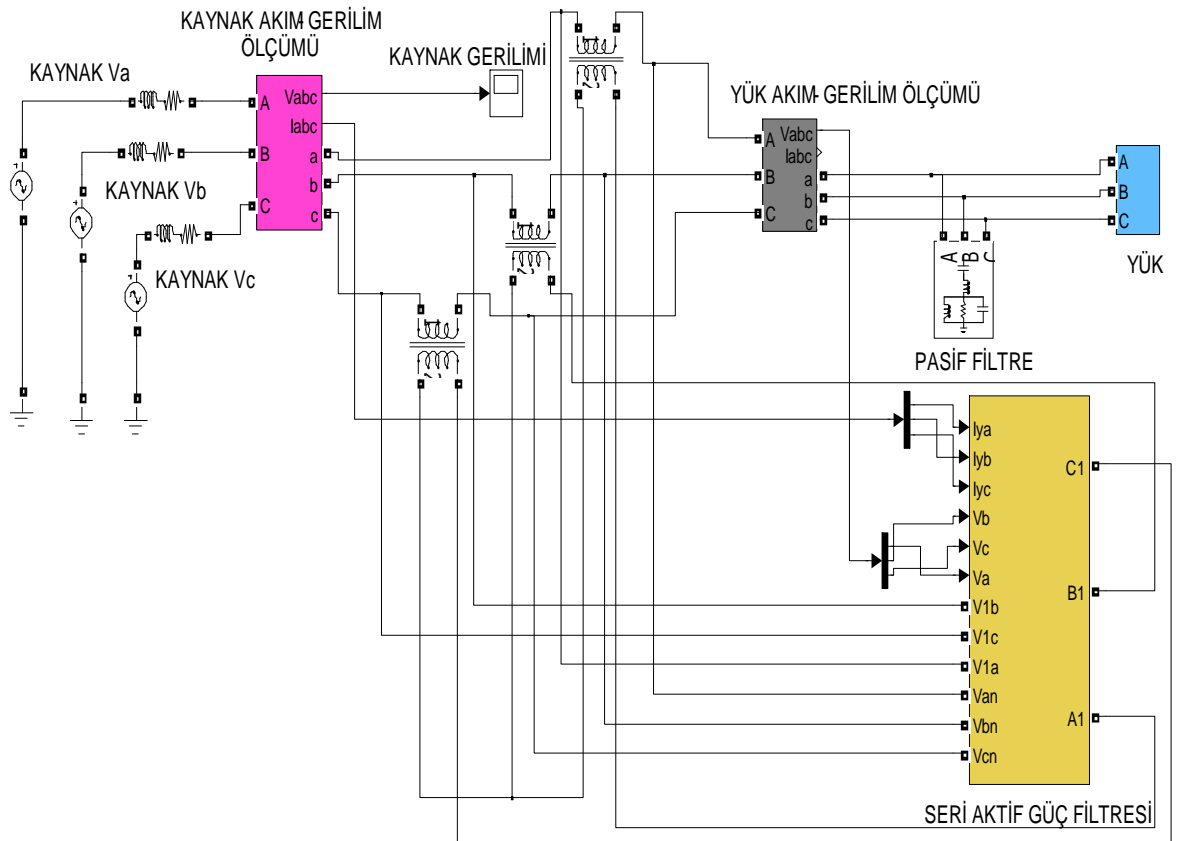 KAYNAK AKIM-GERİLİM
ÖLÇÜMÜ
KAYNAK GERİLİMİ
KAYNAK Va
YÜK AKIM-GERİLİM ÖLÇÜMÜ
A
B
C
Vabc
Iabc
a
b
c
KAYNAK Vb
KAYNAK Vc
A
B
C
Vabc
Iabc
a
b
c
A
B
C
YÜK
A
B
C
PASİF FİLTRE
Iya
Iyb
Iyc
Vb
Vc
Va
V1b
V1c
V1a
Van
Vbn
Vcn
C1
B1
A1
SERİ AKTİF GÜÇ FİLTRESİ